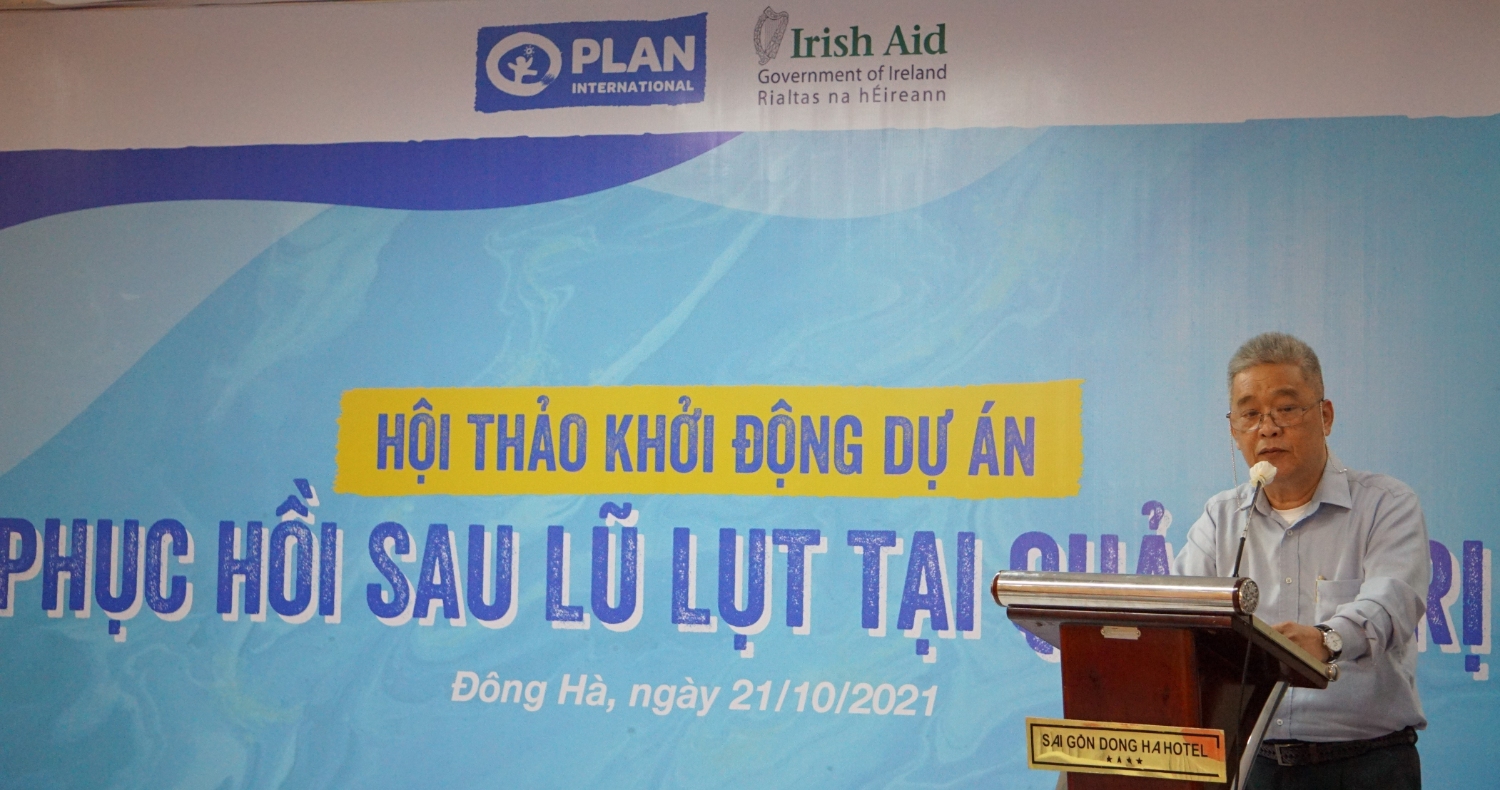 PLAN
INTERNATIONAL
Irish Aid
Government of Ireland
Rialtas na hÉireann
HỘI THẢO KHỞI ĐỘNG DỰ ÁN
PHỤC HỒI SAU LŨ LỤT TẠI
Đông Hà, ngày 21/10/2021
SAI GÒN DONG HA HOTEL